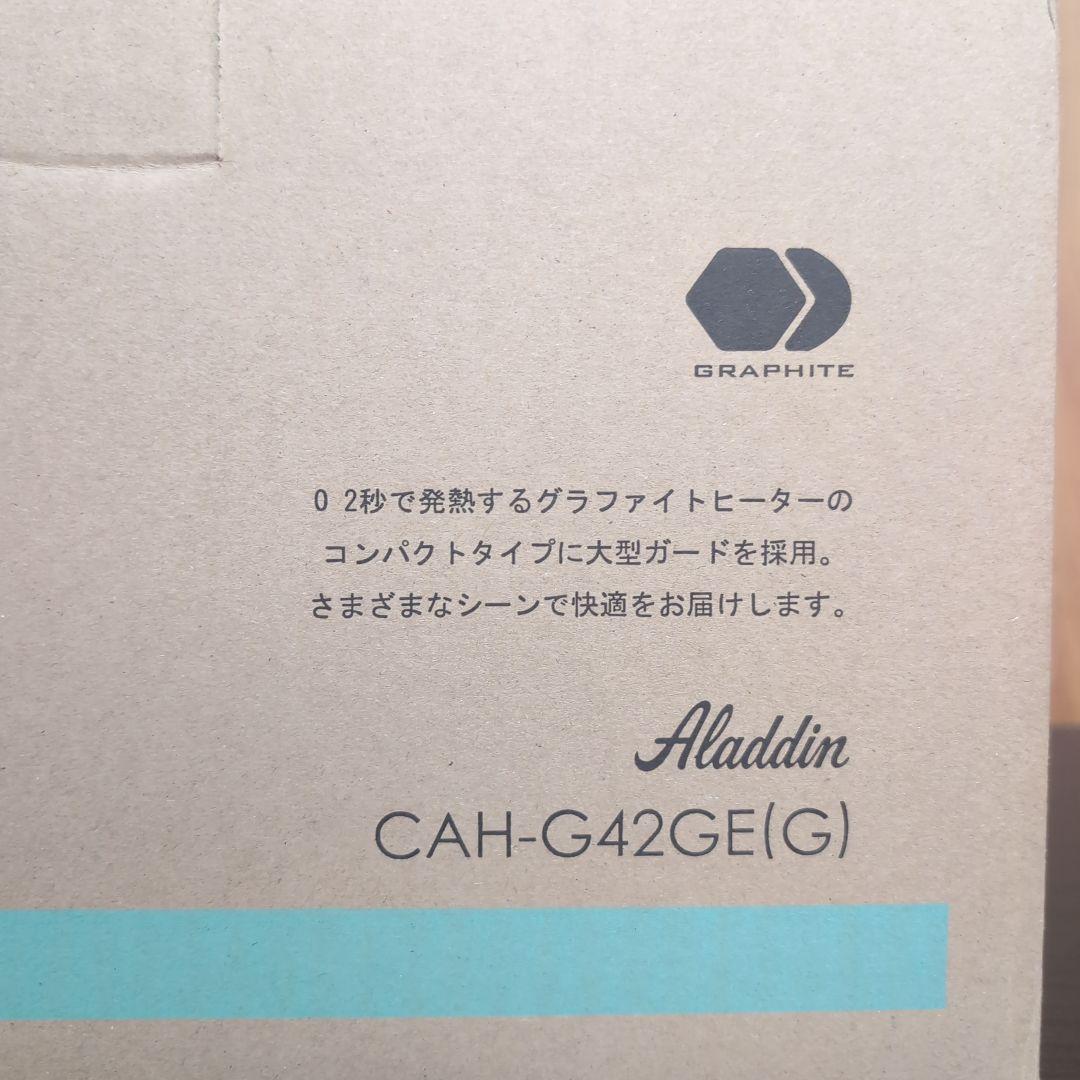 GRAPHITE
0 2秒で発熱するグラファイトヒーターの
コンパクトタイプに大型ガードを採用。
さまざまなシーンで快適をお届けします。
Aladdin
CAH-G42GE(G)